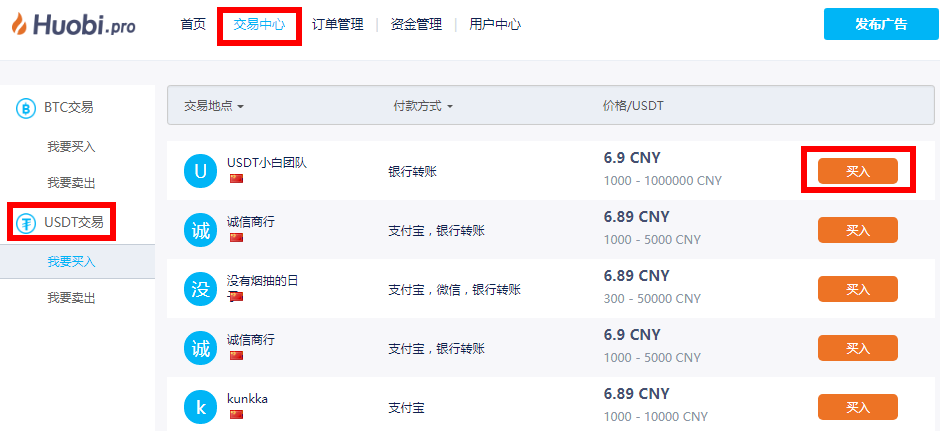 Huobi.pro 首页 交易中心 订单管理 | 资金管理 | 用户中心 发布广告
BTC交易
我要买入
我要卖出
USDT交易
我要买入
我要卖出
交易地点 付款方式 价格/USDT
U USDT小白团队 银行转账 6.9 CNY 买入
1000 - 1000000 CNY
诚 诚信商行 支付宝，银行转账 6.89 CNY 买入
1000 - 5000 CNY
没 没有烟抽的日 支付宝，微信，银行转账 6.89 CNY 买入
300 - 50000 CNY
诚 诚信商行 支付宝，银行转账 6.9 CNY 买入
1000 - 5000 CNY
k kunkka 支付宝 6.89 CNY 买入
1000 - 10000 CNY